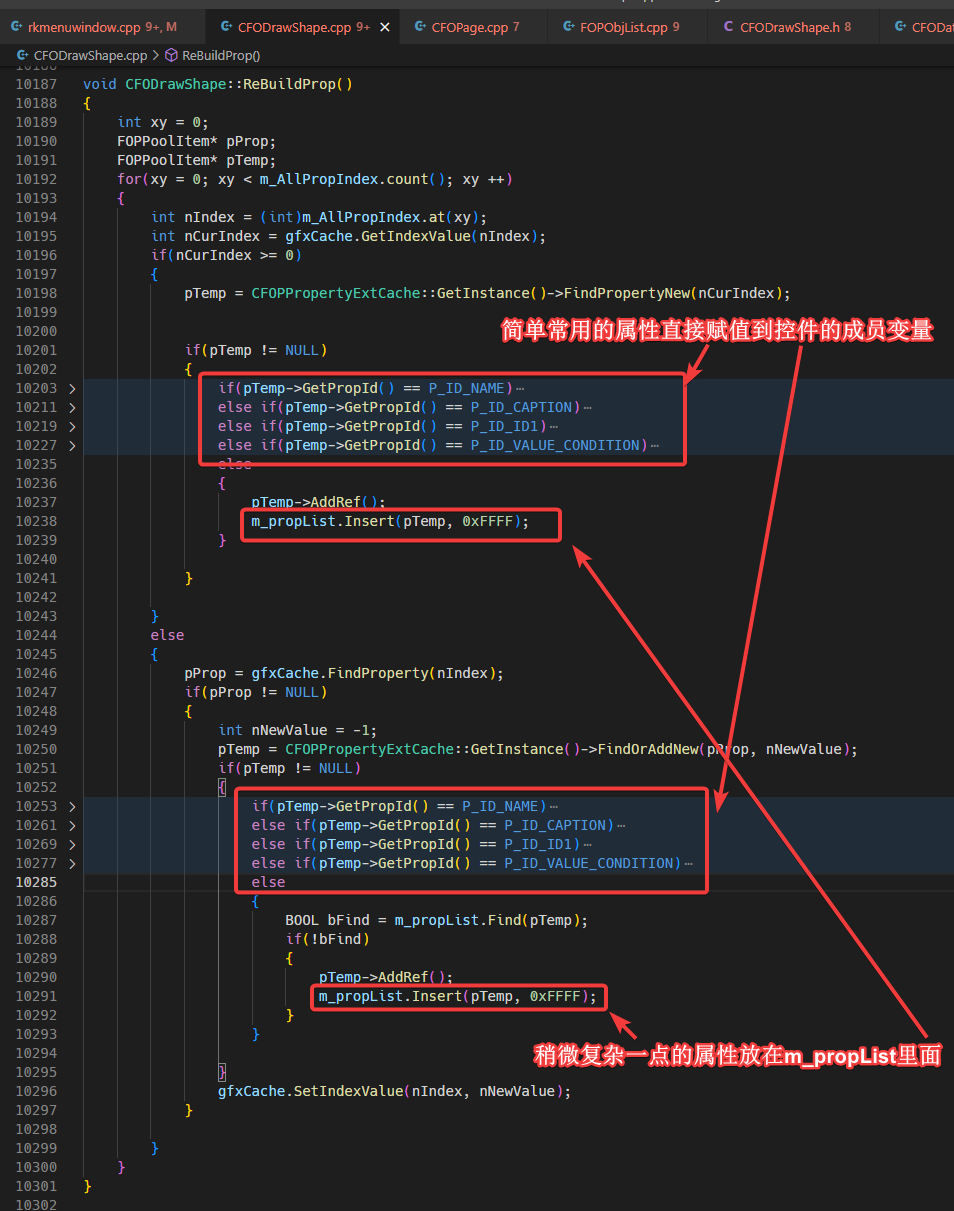 rkmenuwindow.cpp 9+, M CFODrawShape.cpp 9+ × CFOPage.cpp 7 FOPObjList.cpp 9 C CFODrawShape.h 8
CFODrawShape.cpp > ReBuildProp()
10187 void CFODrawShape::ReBuildProp()
10188 {
10189 int xy = 0;
10190 FOPPoolItem* pProp;
10191 FOPPoolItem* pTemp;
10192 for(xy = 0; xy < m_AllPropIndex.count(); xy ++)
10193 {
10194 int nIndex = (int)m_AllPropIndex.at(xy);
10195 int nCurIndex = gfxCache.GetIndexValue(nIndex);
10196 if(nCurIndex >= 0)
10197 {
10198 pTemp = CFOPPropertyExtCache::GetInstance()->FindPropertyNew(nCurIndex);
10199
10200
简单常用的属性直接赋值到控件的成员变量
10201 if(pTemp != NULL)
10202 {
10203 > if(pTemp->GetPropId() == P_ID_NAME)⋯
10211 > else if(pTemp->GetPropId() == P_ID_CAPTION)⋯
10219 > else if(pTemp->GetPropId() == P_ID_ID1)⋯
10227 > else if(pTemp->GetPropId() == P_ID_VALUE_CONDITION)⋯
10235 else
10236 {
10237 pTemp->AddRef();
10238 m_propList.Insert(pTemp, 0xFFFF);
10239 }
10240
10241 }
10242
10243 }
10244 else
10245 {
10246 pProp = gfxCache.FindProperty(nIndex);
10247 if(pProp != NULL)
10248 {
10249 int nNewValue = -1;
10250 pTemp = CFOPPropertyExtCache::GetInstance()->FindOrAddNew(pProp, nNewValue);
10251 if(pTemp != NULL)
10252 {
10253 > if(pTemp->GetPropId() == P_ID_NAME)⋯
10261 > else if(pTemp->GetPropId() == P_ID_CAPTION)⋯
10269 > else if(pTemp->GetPropId() == P_ID_ID1)⋯
10277 > else if(pTemp->GetPropId() == P_ID_VALUE_CONDITION)⋯
10285 else
10286 {
10287 BOOL bFind = m_propList.Find(pTemp);
10288 if(!bFind)
10289 {
10290 pTemp->AddRef();
10291 m_propList.Insert(pTemp, 0xFFFF);
10292 }
10293 }
10294
稍微复杂一点的属性放在m_propList里面
10295 }
10296 gfxCache.SetIndexValue(nIndex, nNewValue);
10297 }
10298
10299 }
10300 }
10301 }
10302